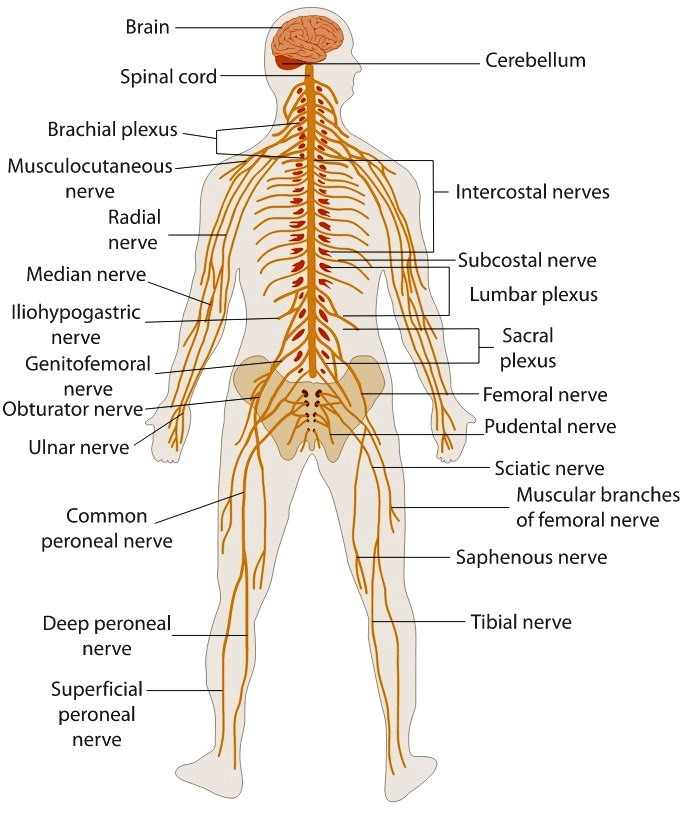 Brain
Spinal cord
Brachial plexus
Musculocutaneous
nerve
Radial
nerve
Median nerve
Iliohypogastric
nerve
Genitofemoral
nerve
Obturator nerve
Ulnar nerve
Common
peroneal nerve
Deep peroneal
nerve
Superficial
peroneal
nerve
Cerebellum
Intercostal nerves
Subcostal nerve
Lumbar plexus
Sacral
plexus
Femoral nerve
Pudental nerve
Sciatic nerve
Muscular branches
of femoral nerve
Saphenous nerve
Tibial nerve